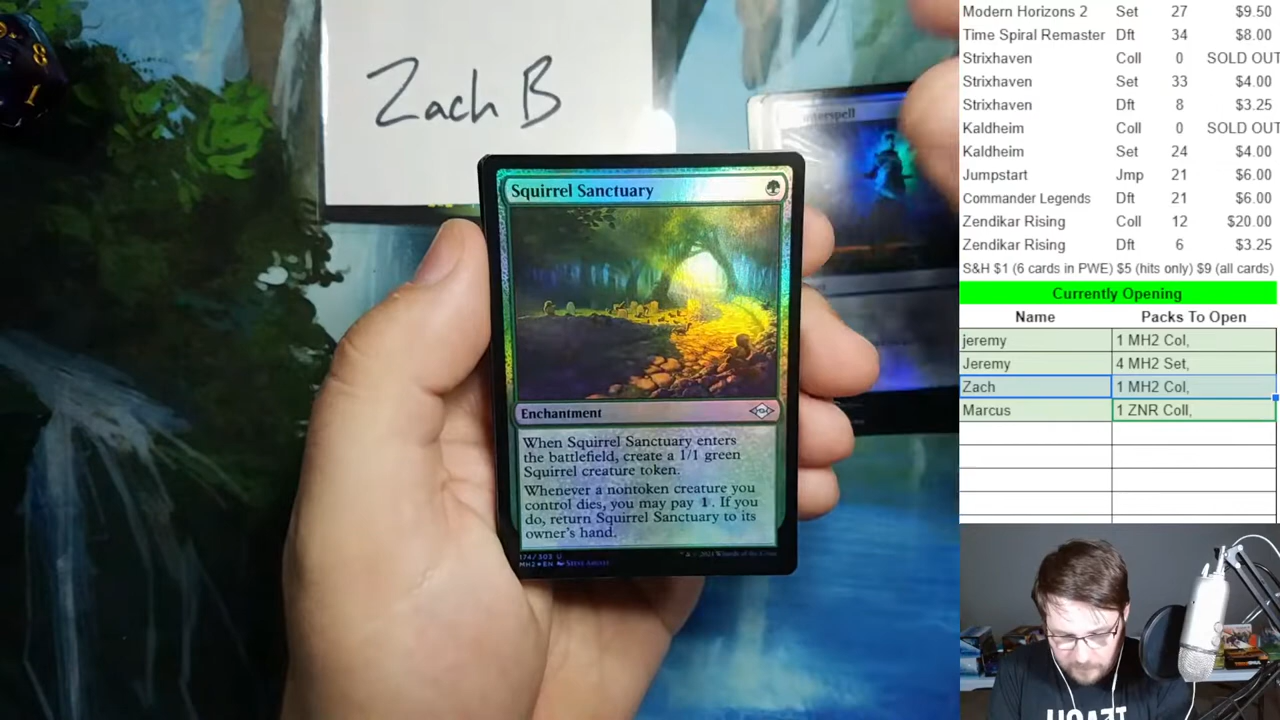 Zach B
8
1
Squirrel Sanctuary
Enchantment
When Squirrel Sanctuary enters
the battlefield, create a 1/1 green
Squirrel creature token.
Whenever a nontoken creature you
control dies, you may pay 1. If you
do, return Squirrel Sanctuary to its
owner's hand.
174/303 U
MH2 EN
Modern Horizons 2 Set 27 $9.50
Time Spiral Remaster Dft 34 $8.00
Strixhaven Coll 0 SOLD OUT
Strixhaven Set 33 $4.00
Strixhaven Dft 8 $3.25
Kaldheim Coll 0 SOLD OUT
Kaldheim Set 24 $4.00
Jumpstart Jmp 21 $6.00
Commander Legends Dft 21 $6.00
Zendikar Rising Coll 12 $20.00
Zendikar Rising Dft 6 $3.25
S&H $1 (6 cards in PWE) $5 (hits only) $9 (all cards)
Currently Opening
Name Packs To Open
jeremy 1 MH2 Col,
Jeremy 4 MH2 Set,
Zach 1 MH2 Col,
Marcus 1 ZNR Coll,